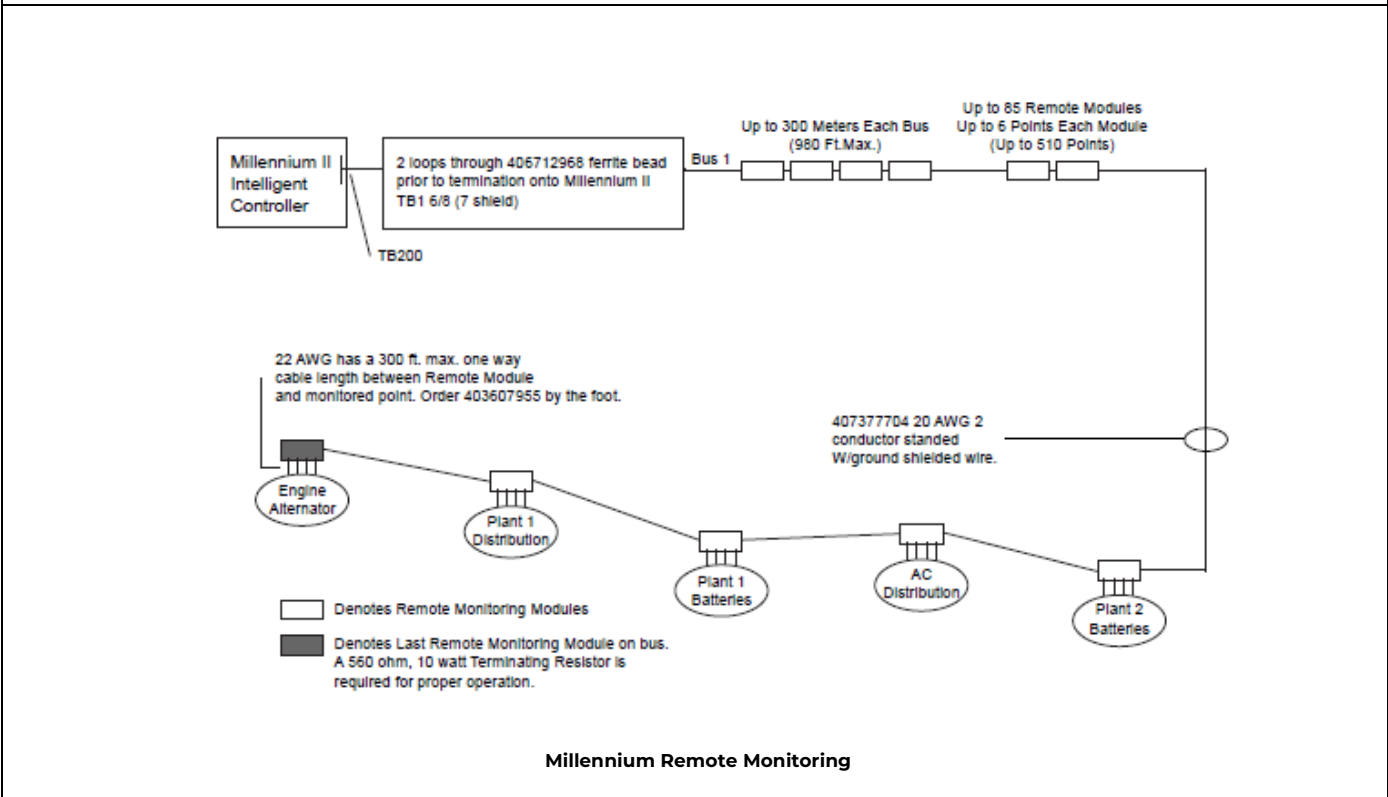 Millennium II
Intelligent
Controller
2 loops through 406712968 ferrite bead
prior to termination onto Millennium II
TB1 6/8 (7 shield)
TB200
Bus 1
Up to 300 Meters Each Bus
(980 Ft.Max.)
Up to 85 Remote Modules
Up to 6 Points Each Module
(Up to 510 Points)
22 AWG has a 300 ft. max. one way
cable length between Remote Module
and monitored point. Order 403607955 by the foot.
407377704 20 AWG 2
conductor standed
W/ground shielded wire.
Engine
Alternator
Plant 1
Distribution
Plant 1
Batteries
AC
Distribution
Plant 2
Batteries
Denotes Remote Monitoring Modules
Denotes Last Remote Monitoring Module on bus.
A 560 ohm, 10 watt Terminating Resistor is
required for proper operation.
Millennium Remote Monitoring